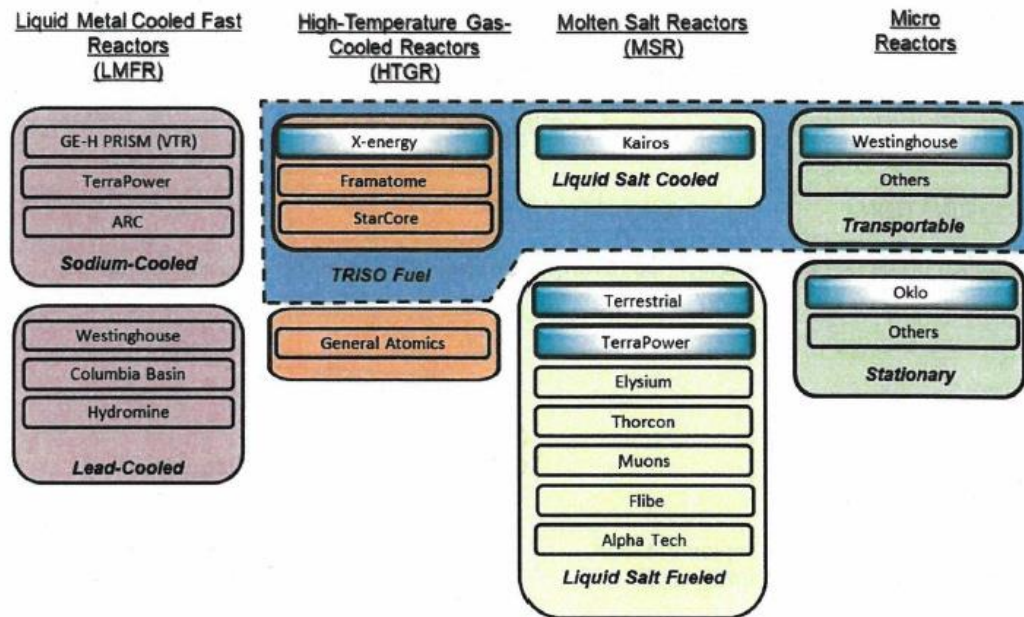 Liquid Metal Cooled Fast
Reactors
(LMFR)
GE-H PRISM (VTR)
TerraPower
ARC
Sodium-Cooled
Westinghouse
Columbia Basin
Hydromine
Lead-Cooled
High-Temperature Gas-
Cooled Reactors
(HTGR)
X-energy
Framatome
StarCore
TRISO Fuel
General Atomics
Molten Salt Reactors
(MSR)
Kairos
Liquid Salt Cooled
Terrestrial
TerraPower
Elysium
Thorcon
Muons
Flibe
Alpha Tech
Liquid Salt Fueled
Micro
Reactors
Westinghouse
Others
Transportable
Oklo
Others
Stationary